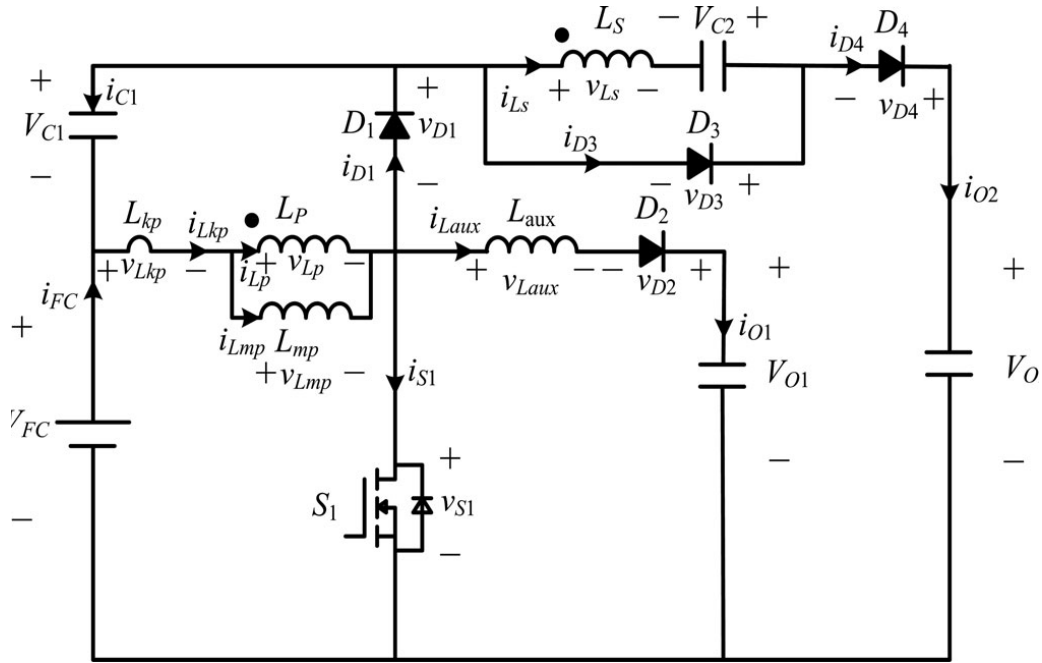 L_S − V_C2 + i_D4 D_4
+ i_C1 i_Ls + v_Ls − − v_D4 +
V_C1 D_1 + v_D1 i_D3 D_3
− i_D1 − − v_D3 + i_O2
L_kp i_Lkp L_P i_Laux L_aux D_2
+ v_Lkp − i_Lp + v_Lp − + v_Laux − − v_D2 + +
i_FC i_Lmp L_mp i_O1 +
+ + v_Lmp − i_S1 V_O1 V_O
V_FC + − −
− S_1 v_S1
−